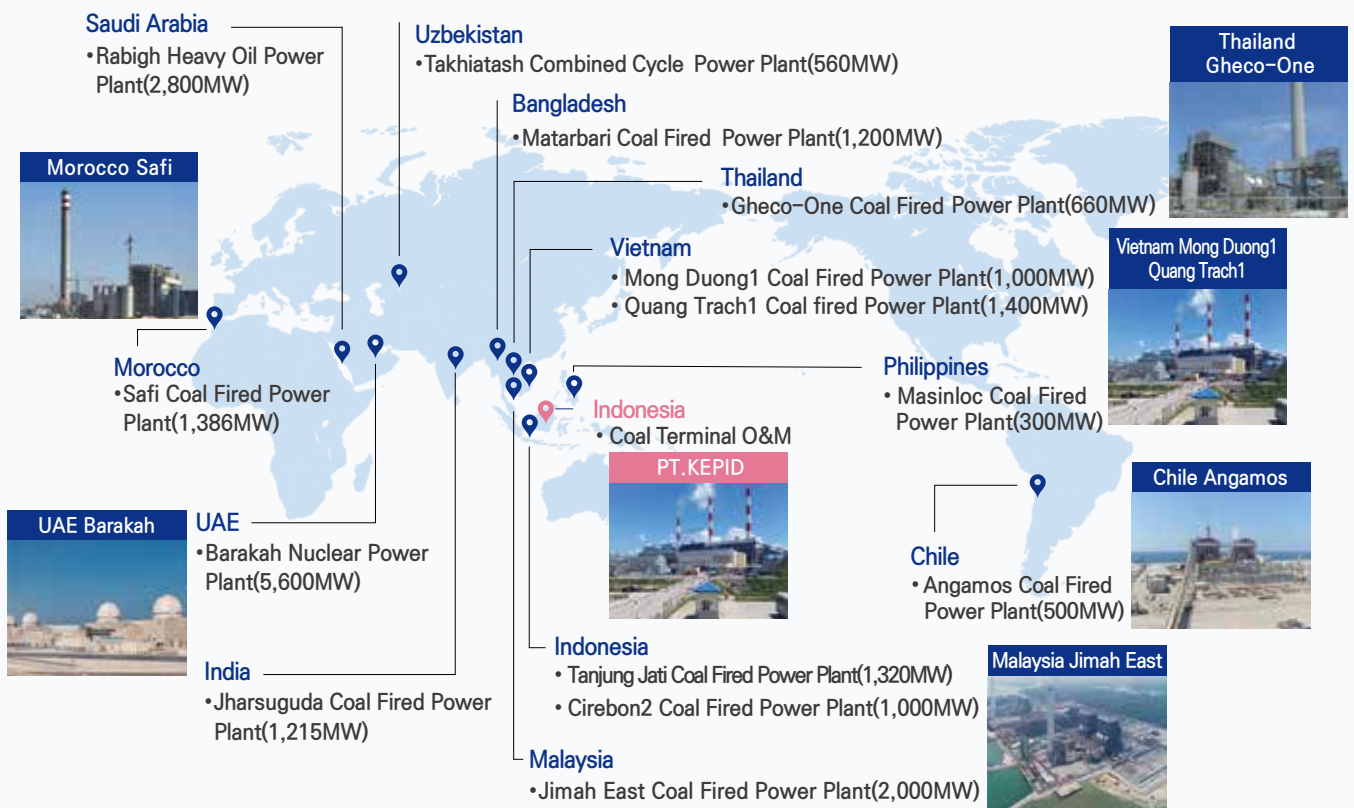 Saudi Arabia
•Rabigh Heavy Oil Power
Plant(2,800MW)
Uzbekistan
•Takhiatash Combined Cycle Power Plant(560MW)
Bangladesh
•Matarbari Coal Fired Power Plant(1,200MW)
Thailand
Gheco-One
Morocco Safi
Thailand
•Gheco-One Coal Fired Power Plant(660MW)
Vietnam
• Mong Duong1 Coal Fired Power Plant(1,000MW)
• Quang Trach1 Coal fired Power Plant(1,400MW)
Vietnam Mong Duong1
Quang Trach1
Morocco
•Safi Coal Fired Power
Plant(1,386MW)
Philippines
• Masinloc Coal Fired
Power Plant(300MW)
Indonesia
• Coal Terminal O&M
PT.KEPID
Chile Angamos
UAE Barakah
UAE
•Barakah Nuclear Power
Plant(5,600MW)
Chile
• Angamos Coal Fired
Power Plant(500MW)
India
•Jharsuguda Coal Fired Power
Plant(1,215MW)
Indonesia
• Tanjung Jati Coal Fired Power Plant(1,320MW)
• Cirebon2 Coal Fired Power Plant(1,000MW)
Malaysia Jimah East
Malaysia
•Jimah East Coal Fired Power Plant(2,000MW)